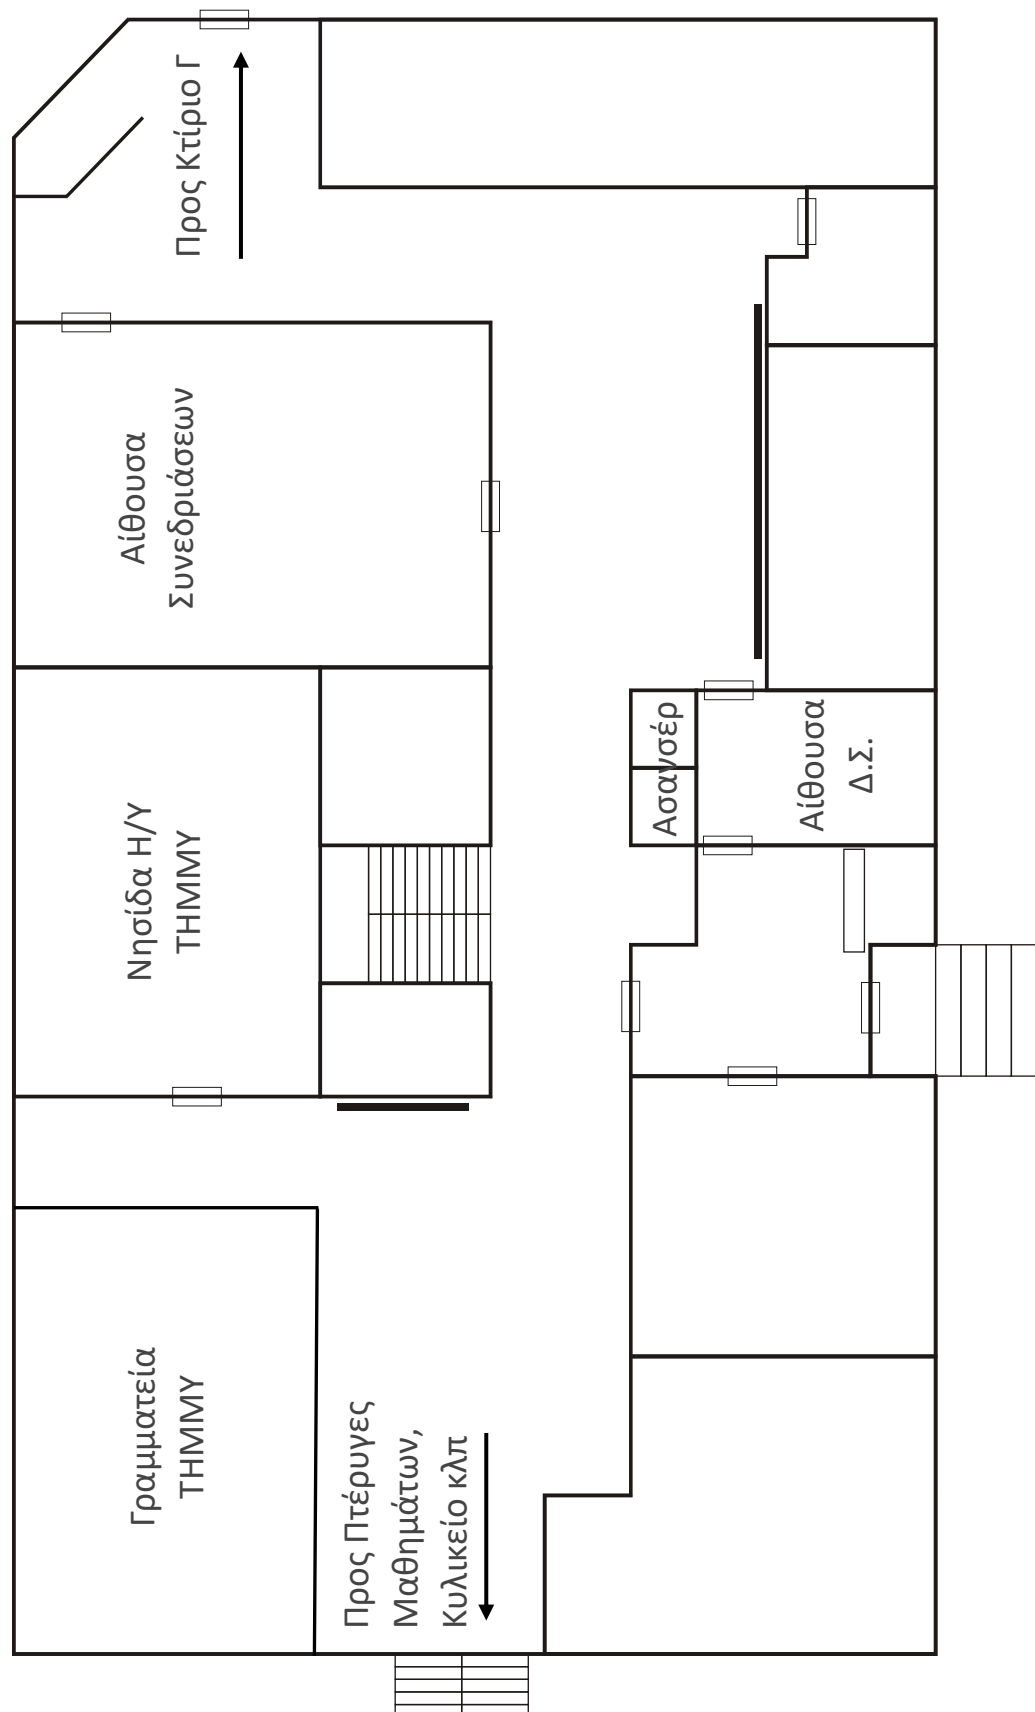 Προς Κτίριο Γ
Αίθουσα
Συνεδριάσεων
Νησίδα Η/Υ
ΤΗΜΜΥ
Ασανσέρ
Αίθουσα
Δ.Σ.
Γραμματεία
ΤΗΜΜΥ
Προς Πτέρυγες
Μαθημάτων,
Κυλικείο κλπ